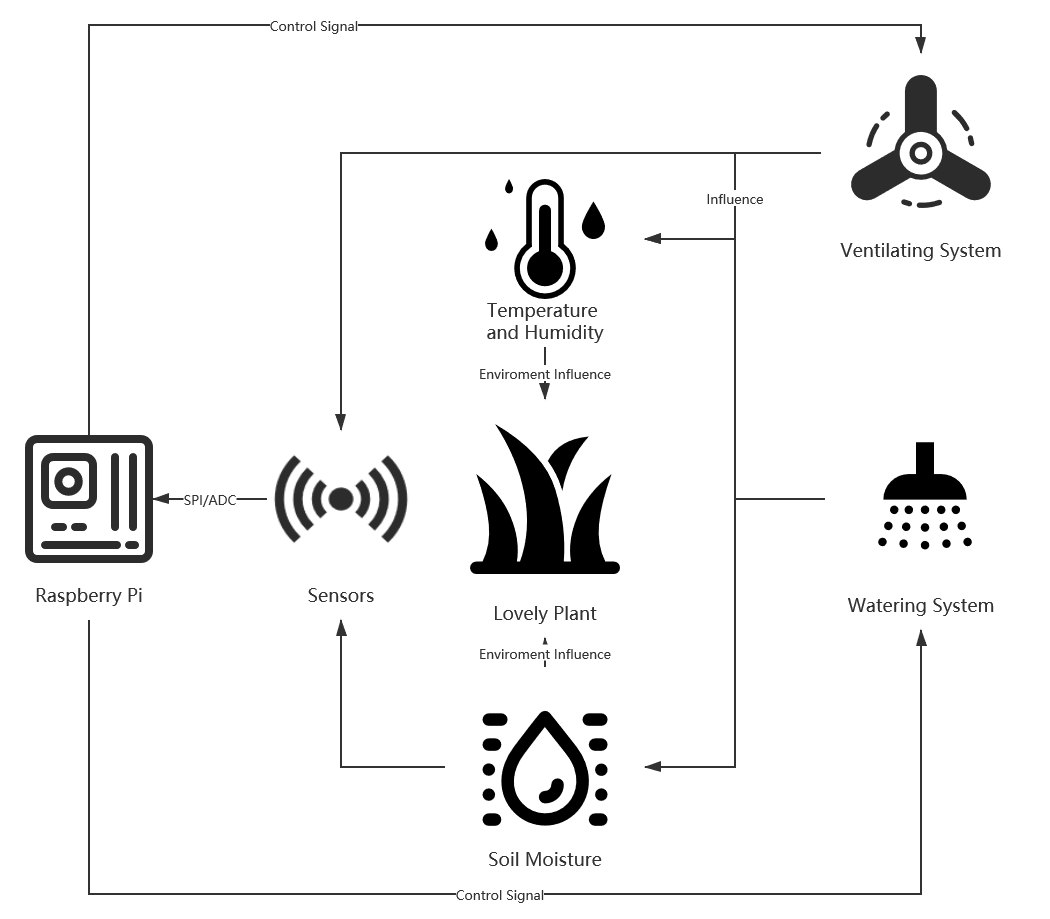 Control Signal
Influence
Ventilating System
Temperature
and Humidity
Enviroment Influence
SPI/ADC
Raspberry Pi
Sensors
Lovely Plant
Watering System
Enviroment Influence
Soil Moisture
Control Signal